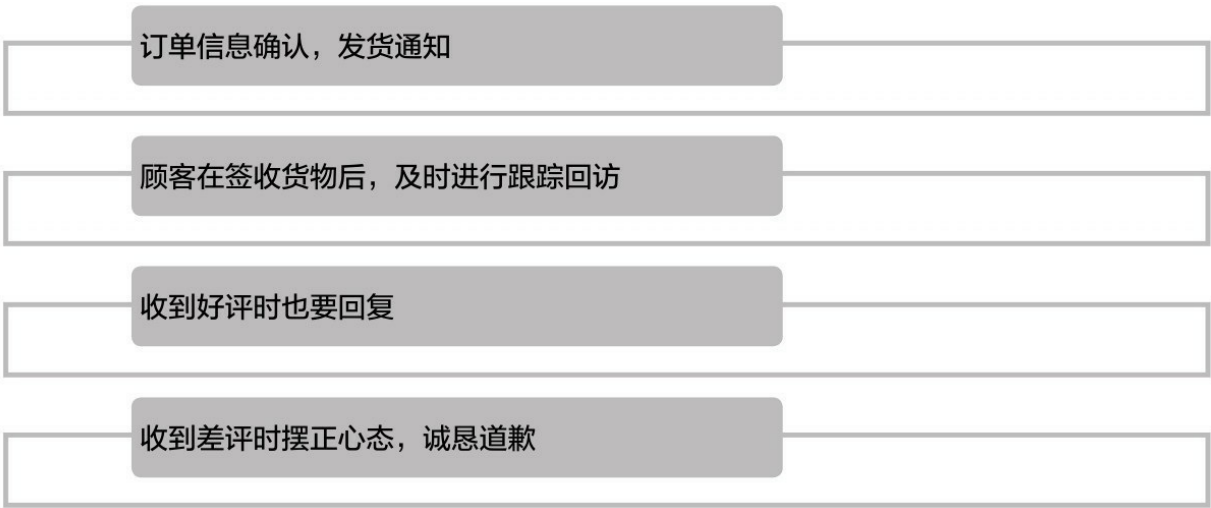 订单信息确认，发货通知
顾客在签收货物后，及时进行跟踪回访
收到好评时也要回复
收到差评时摆正心态，诚恳道歉